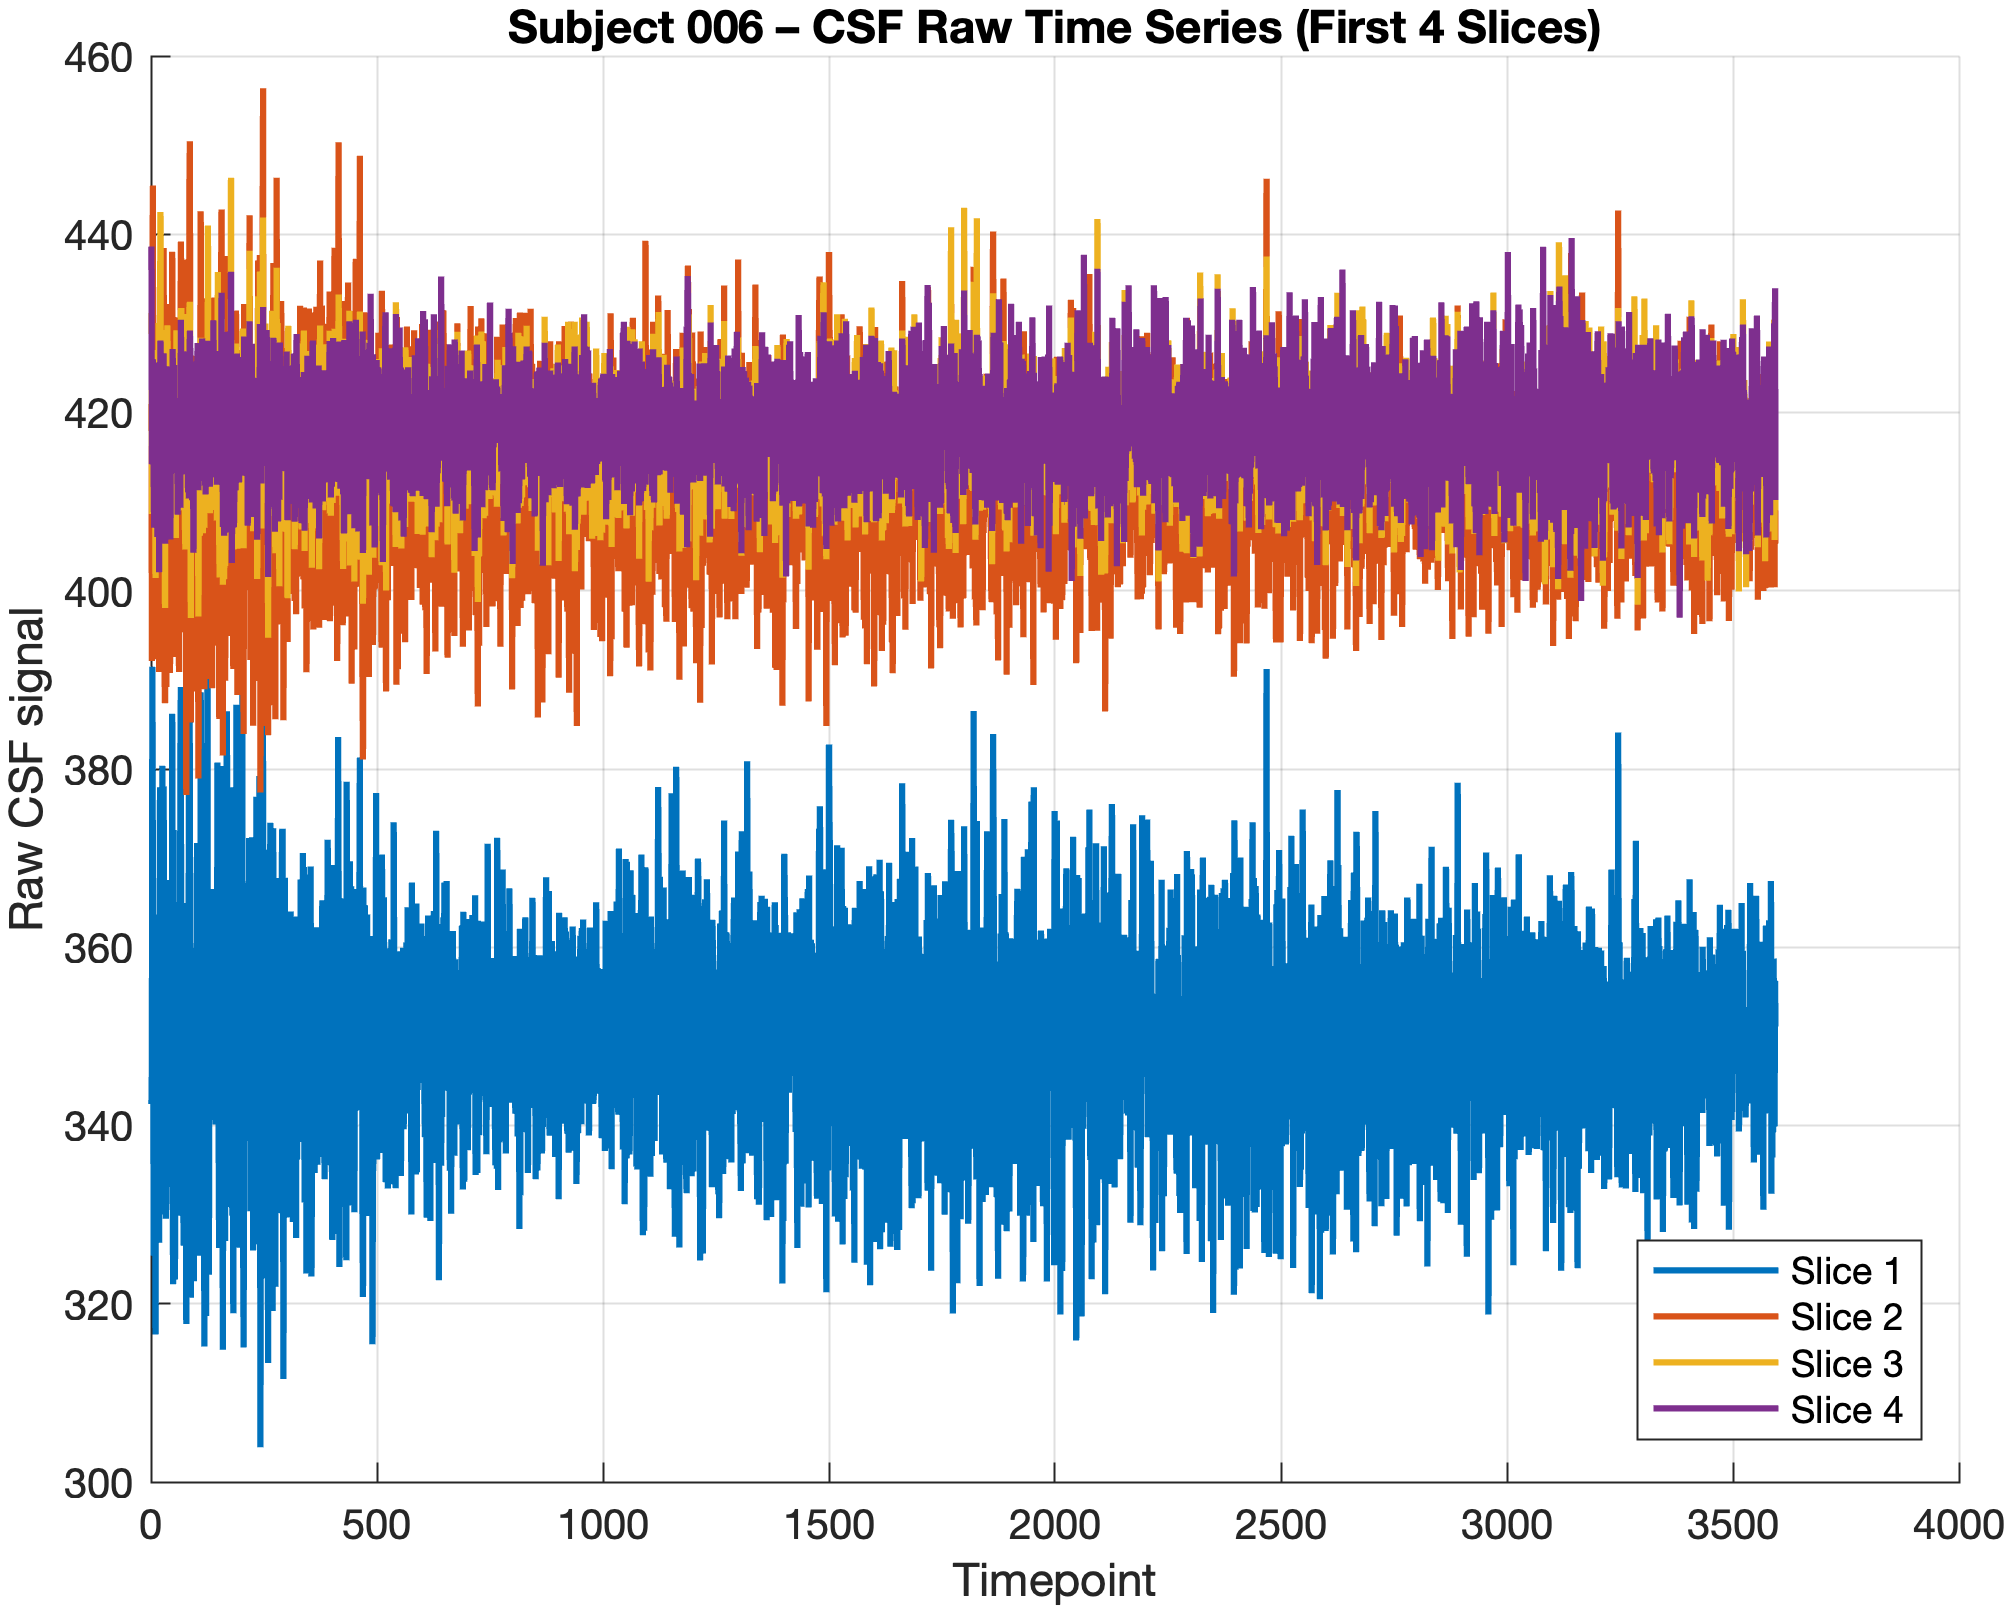 Subject 006 – CSF Raw Time Series (First 4 Slices)
460
440
420
400
380
360
340
320
300
Raw CSF signal
0 500 1000 1500 2000 2500 3000 3500 4000
Timepoint
Slice 1
Slice 2
Slice 3
Slice 4